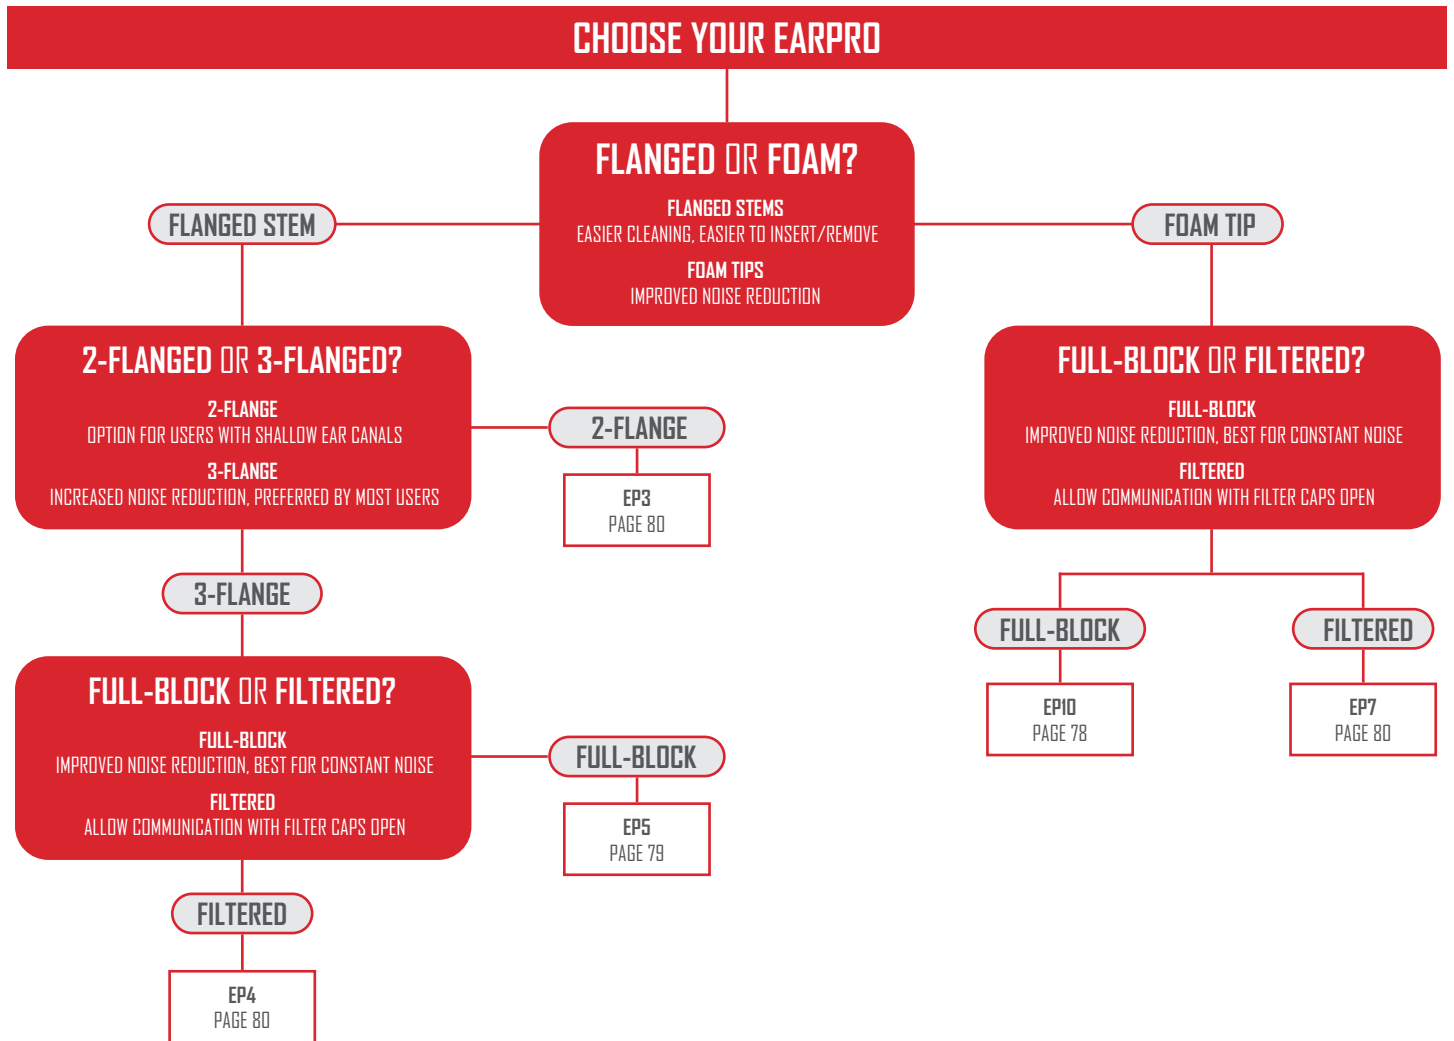 CHOOSE YOUR EARPRO
FLANGED OR FOAM?
FLANGED STEMS
EASIER CLEANING, EASIER TO INSERT/REMOVE
FOAM TIPS
IMPROVED NOISE REDUCTION
FLANGED STEM
FOAM TIP
2-FLANGED OR 3-FLANGED?
2-FLANGE
OPTION FOR USERS WITH SHALLOW EAR CANALS
3-FLANGE
INCREASED NOISE REDUCTION, PREFERRED BY MOST USERS
2-FLANGE
EP3
PAGE 80
3-FLANGE
FULL-BLOCK OR FILTERED?
FULL-BLOCK
IMPROVED NOISE REDUCTION, BEST FOR CONSTANT NOISE
FILTERED
ALLOW COMMUNICATION WITH FILTER CAPS OPEN
FULL-BLOCK
EP5
PAGE 79
FILTERED
EP4
PAGE 80
FULL-BLOCK OR FILTERED?
FULL-BLOCK
IMPROVED NOISE REDUCTION, BEST FOR CONSTANT NOISE
FILTERED
ALLOW COMMUNICATION WITH FILTER CAPS OPEN
FULL-BLOCK
EP10
PAGE 78
FILTERED
EP7
PAGE 80